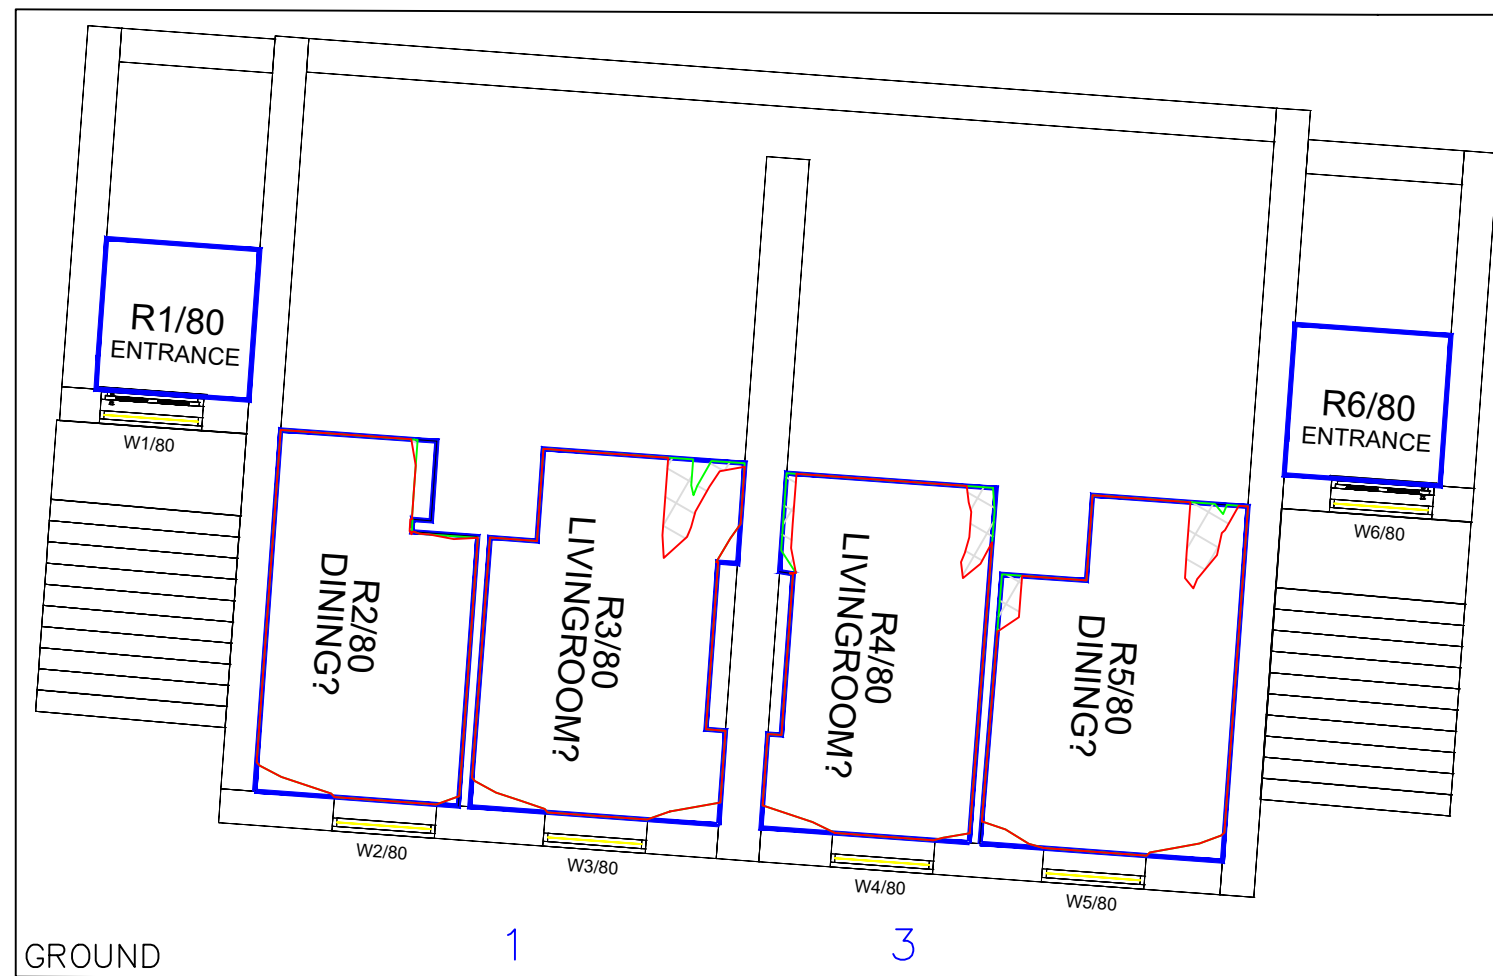 R1/80
ENTRANCE
W1/80
R6/80
ENTRANCE
W6/80
R2/80
DINING?
R3/80
LIVINGROOM?
R4/80
LIVINGROOM?
R5/80
DINING?
W2/80
W3/80
W4/80
W5/80
GROUND
1
3